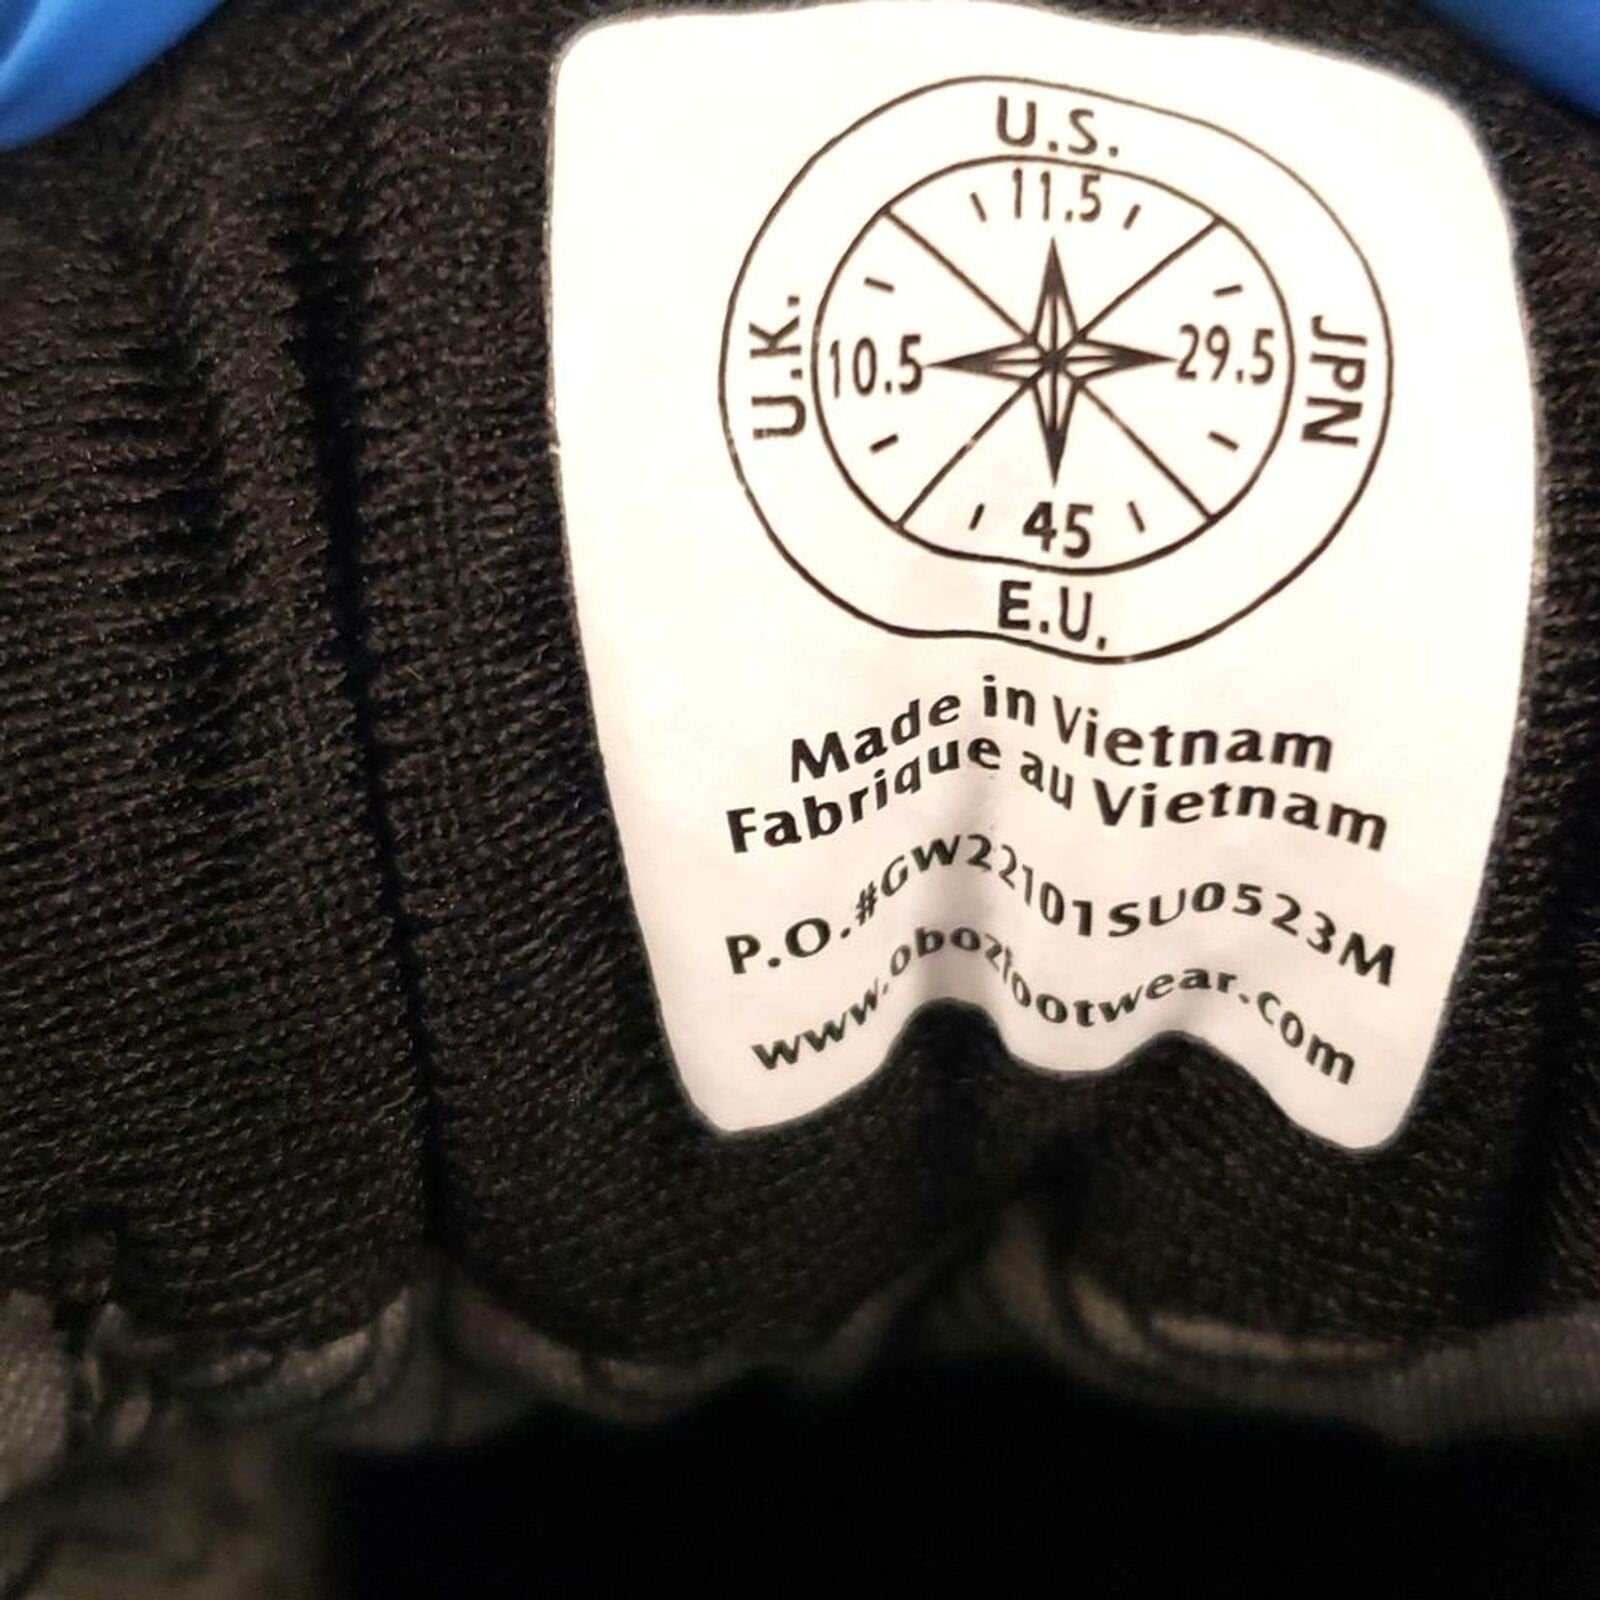 U.S.
11.5
U.K. 10.5 29.5 JPN
45
E.U.
Made in Vietnam
Fabrique au Vietnam
P.O.#GW22101SU0523M
www.obozfootwear.com